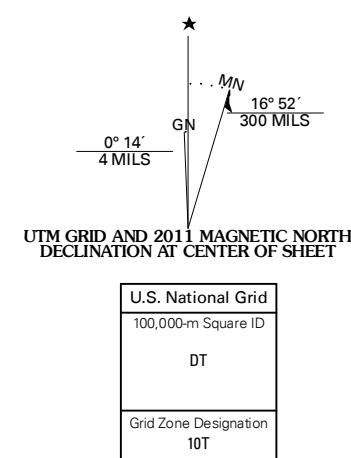 ★
MN
16° 52´
300 MILS
GN
0° 14´
4 MILS
UTM GRID AND 2011 MAGNETIC NORTH
DECLINATION AT CENTER OF SHEET
U.S. National Grid
100,000-m Square ID
DT
Grid Zone Designation
10T